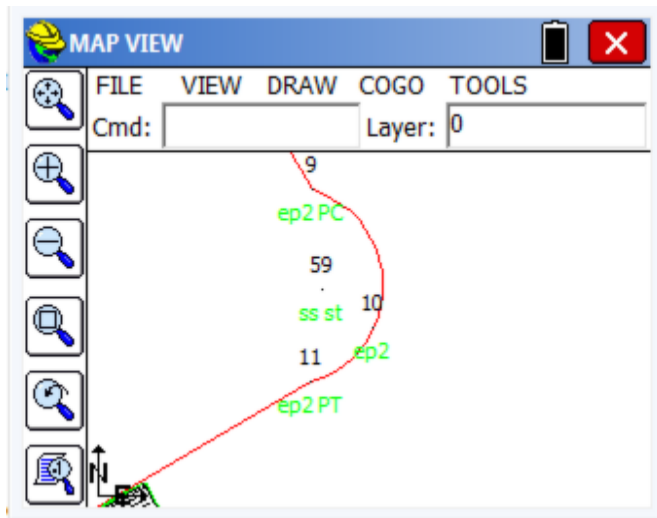 MAP VIEW
FILE VIEW DRAW COGO TOOLS
Cmd: Layer: 0
9
ep2 PC
59
ss st
10
ep2
11
ep2 PT
N